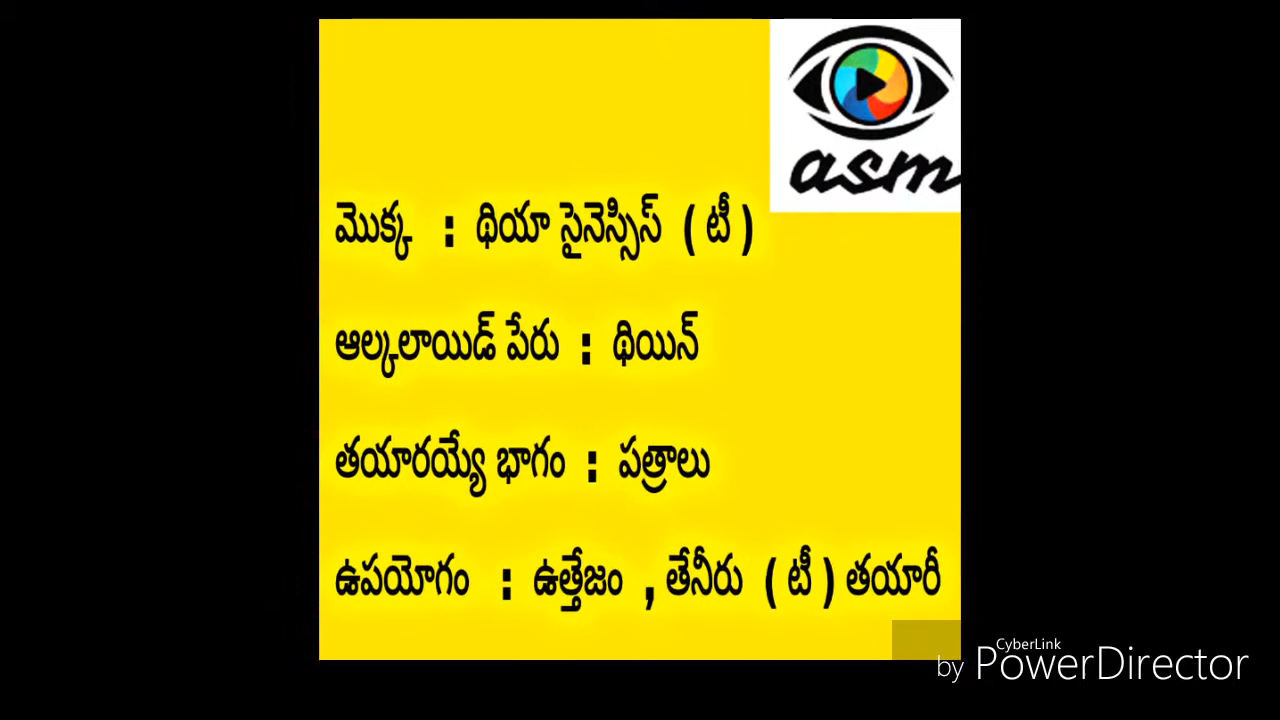 asm
మొక్క : థియా సైనెస్సిస్ ( టీ )
ఆల్కలాయిడ్ పేరు : థియిన్
తయారయ్యే భాగం : పత్రాలు
ఉపయోగం : ఉత్తేజం , తేనీరు ( టీ ) తయారీ
CyberLink
by PowerDirector